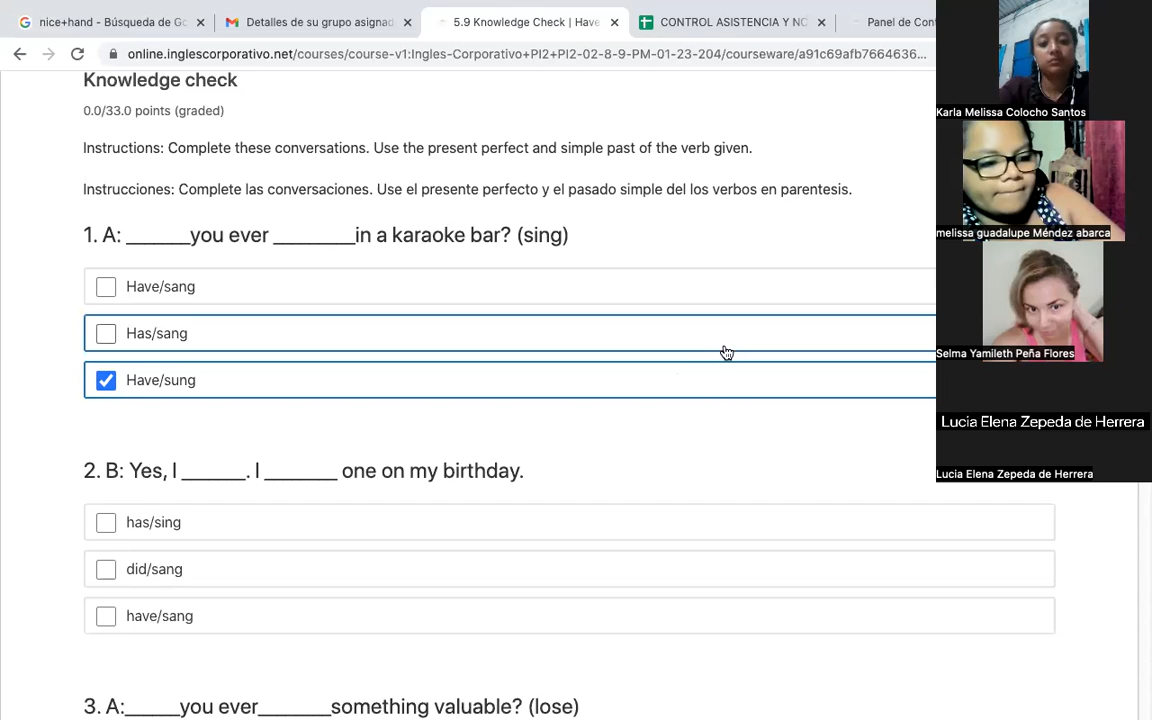 nice+hand - Búsqueda de Go
Detalles de su grupo asignad
5.9 Knowledge Check | Have
CONTROL ASISTENCIA Y NO
Panel de Con
online.inglescorporativo.net/courses/course-v1:Ingles-Corporativo+PI2+PI2-02-8-9-PM-01-23-204/courseware/a91c69afb7664636...
Knowledge check
0.0/33.0 points (graded)
Instructions: Complete these conversations. Use the present perfect and simple past of the verb given.
Instrucciones: Complete las conversaciones. Use el presente perfecto y el pasado simple del los verbos en parentesis.
1. A: _______you ever _________in a karaoke bar? (sing)
Have/sang
Has/sang
Have/sung
2. B: Yes, I _______. I ________ one on my birthday.
has/sing
did/sang
have/sang
3. A:______you ever________something valuable? (lose)
Karla Melissa Colocho Santos
melissa guadalupe Méndez abarca
Selma Yamileth Peña Flores
Lucia Elena Zepeda de Herrera
Lucia Elena Zepeda de Herrera